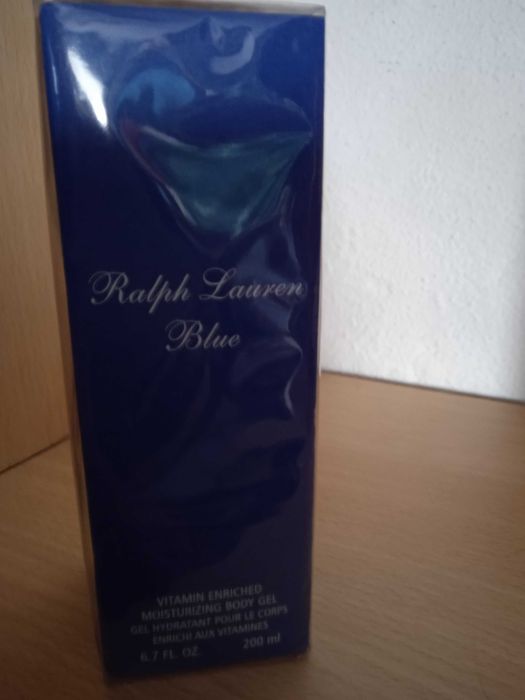 Ralph Lauren
Blue
VITAMIN ENRICHED
MOISTURIZING BODY GEL
GEL HYDRATANT POUR LE CORPS
ENRICHI AUX VITAMINES
6.7 FL. OZ. 200 ml